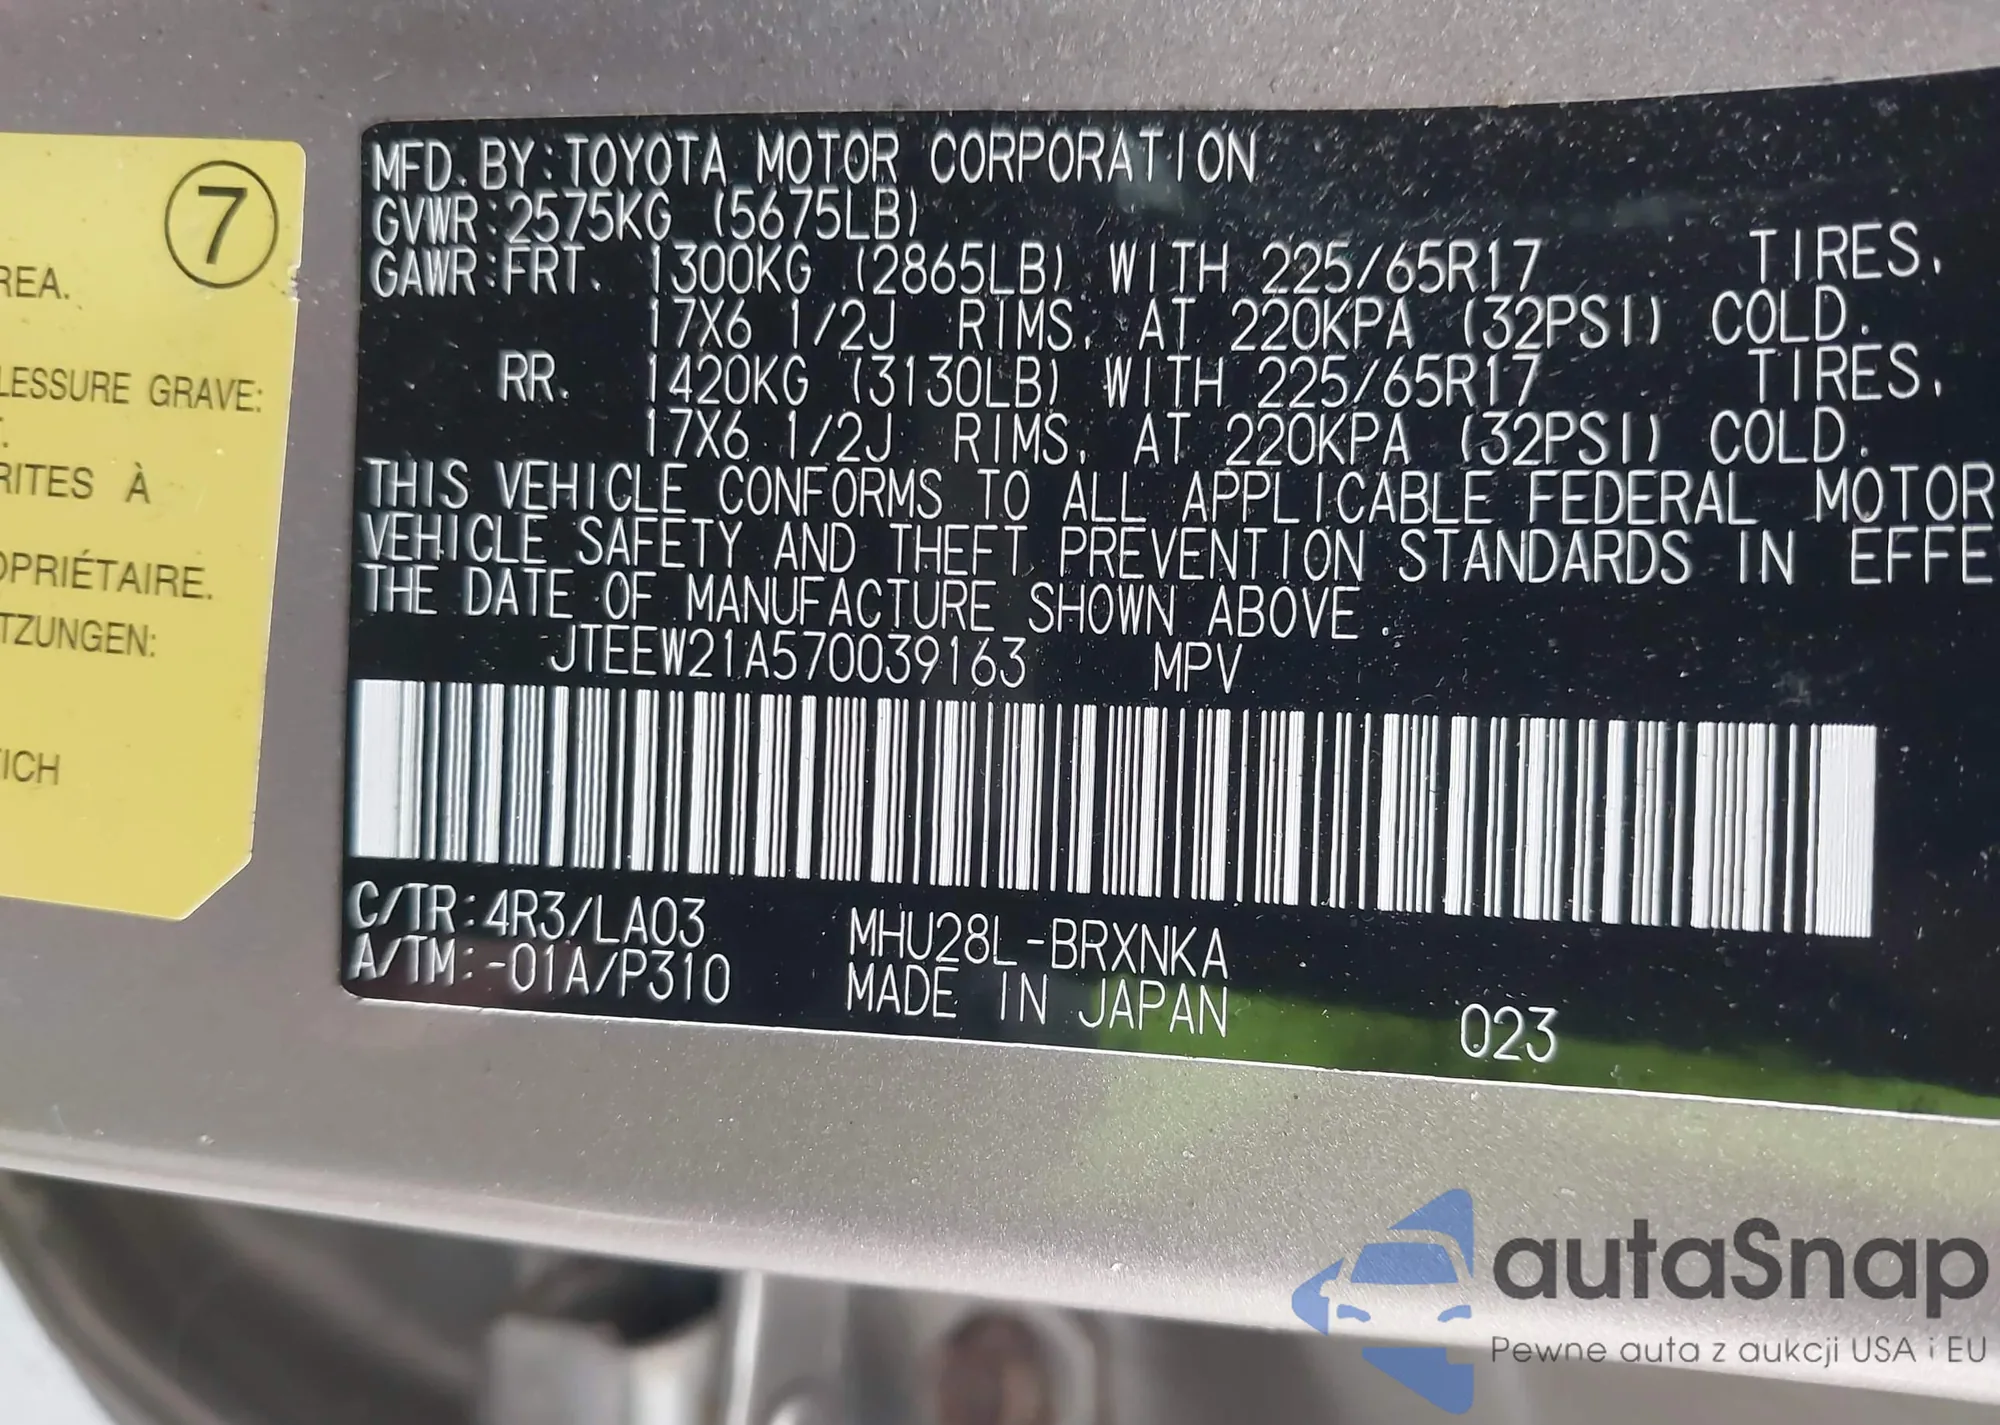 7
REA.
LESSURE GRAVE:
RITES À
OPRIÉTAIRE.
TZUNGEN:
ICH
MFD. BY: TOYOTA MOTOR CORPORATION
GVWR: 2575KG (5675LB)
GAWR: FRT. 1300KG (2865LB) WITH 225/65R17 TIRES,
17X6 1/2J RIMS, AT 220KPA (32PSI) COLD.
RR. 1420KG (3130LB) WITH 225/65R17 TIRES,
17X6 1/2J RIMS, AT 220KPA (32PSI) COLD.
THIS VEHICLE CONFORMS TO ALL APPLICABLE FEDERAL MOTOR
VEHICLE SAFETY AND THEFT PREVENTION STANDARDS IN EFFE
THE DATE OF MANUFACTURE SHOWN ABOVE.
JTEEW21A570039163 MPV
C/TR: 4R3/LA03 MHU28L-BRXNKA
A/TM: -01A/P310 MADE IN JAPAN
023
autaSnap
Pewne auta z aukcji USA i EU